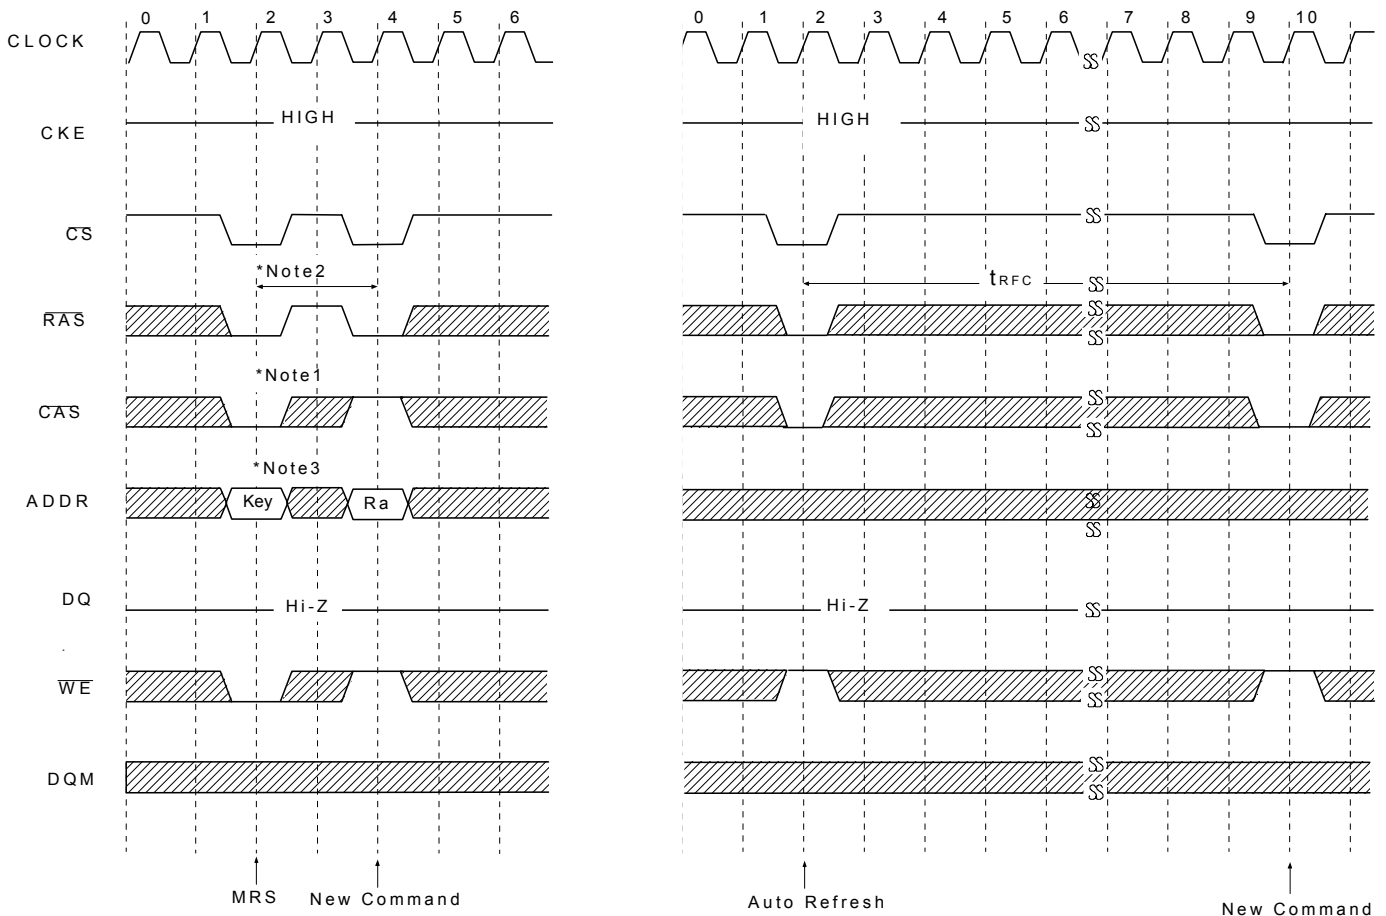 0 1 2 3 4 5 6 0 1 2 3 4 5 6 7 8 9 10
CLOCK
HIGH HIGH
CKE
CS
*Note2 tRFC
RAS
*Note1
CAS
*Note3
ADDR Key Ra
DQ Hi-Z Hi-Z
WE
DQM
MRS New Command Auto Refresh New Command